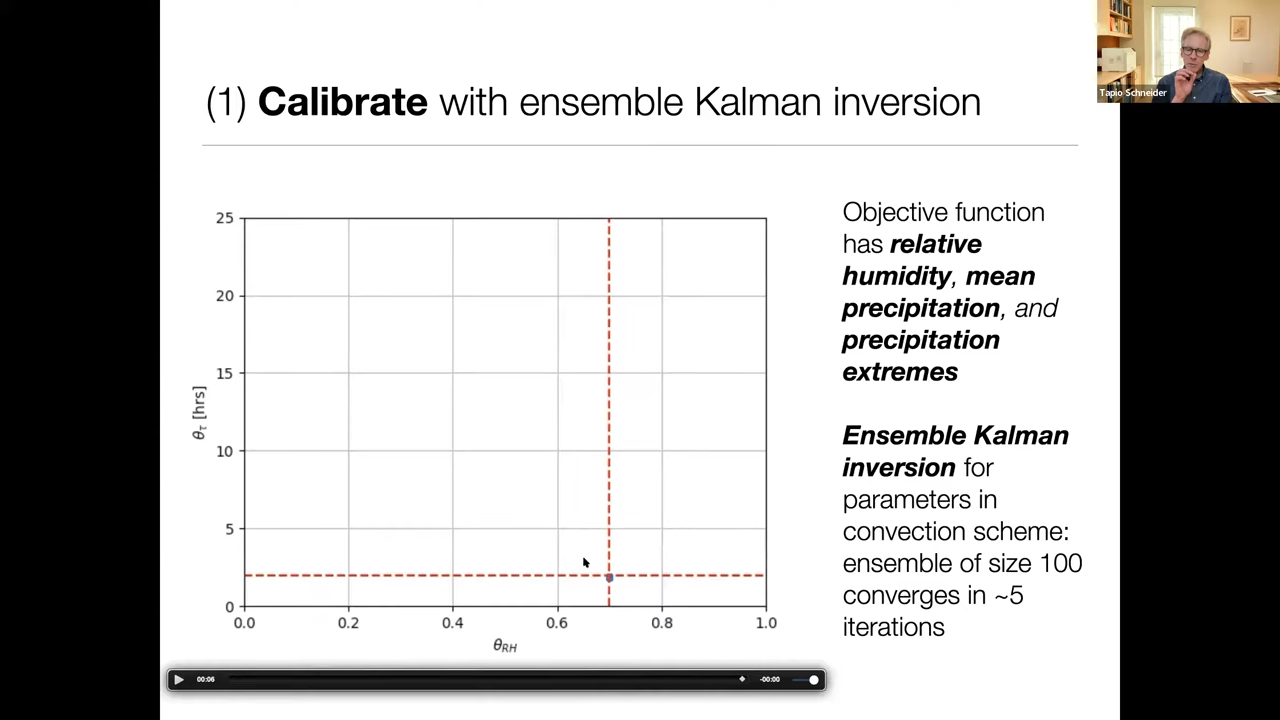 Tapio Schneider
(1) Calibrate with ensemble Kalman inversion
25
20
15
10
5
0
θτ [hrs]
0.0 0.2 0.4 0.6 0.8 1.0
θRH
Objective function
has relative
humidity, mean
precipitation, and
precipitation
extremes
Ensemble Kalman
inversion for
parameters in
convection scheme:
ensemble of size 100
converges in ~5
iterations
00:06
-00:00